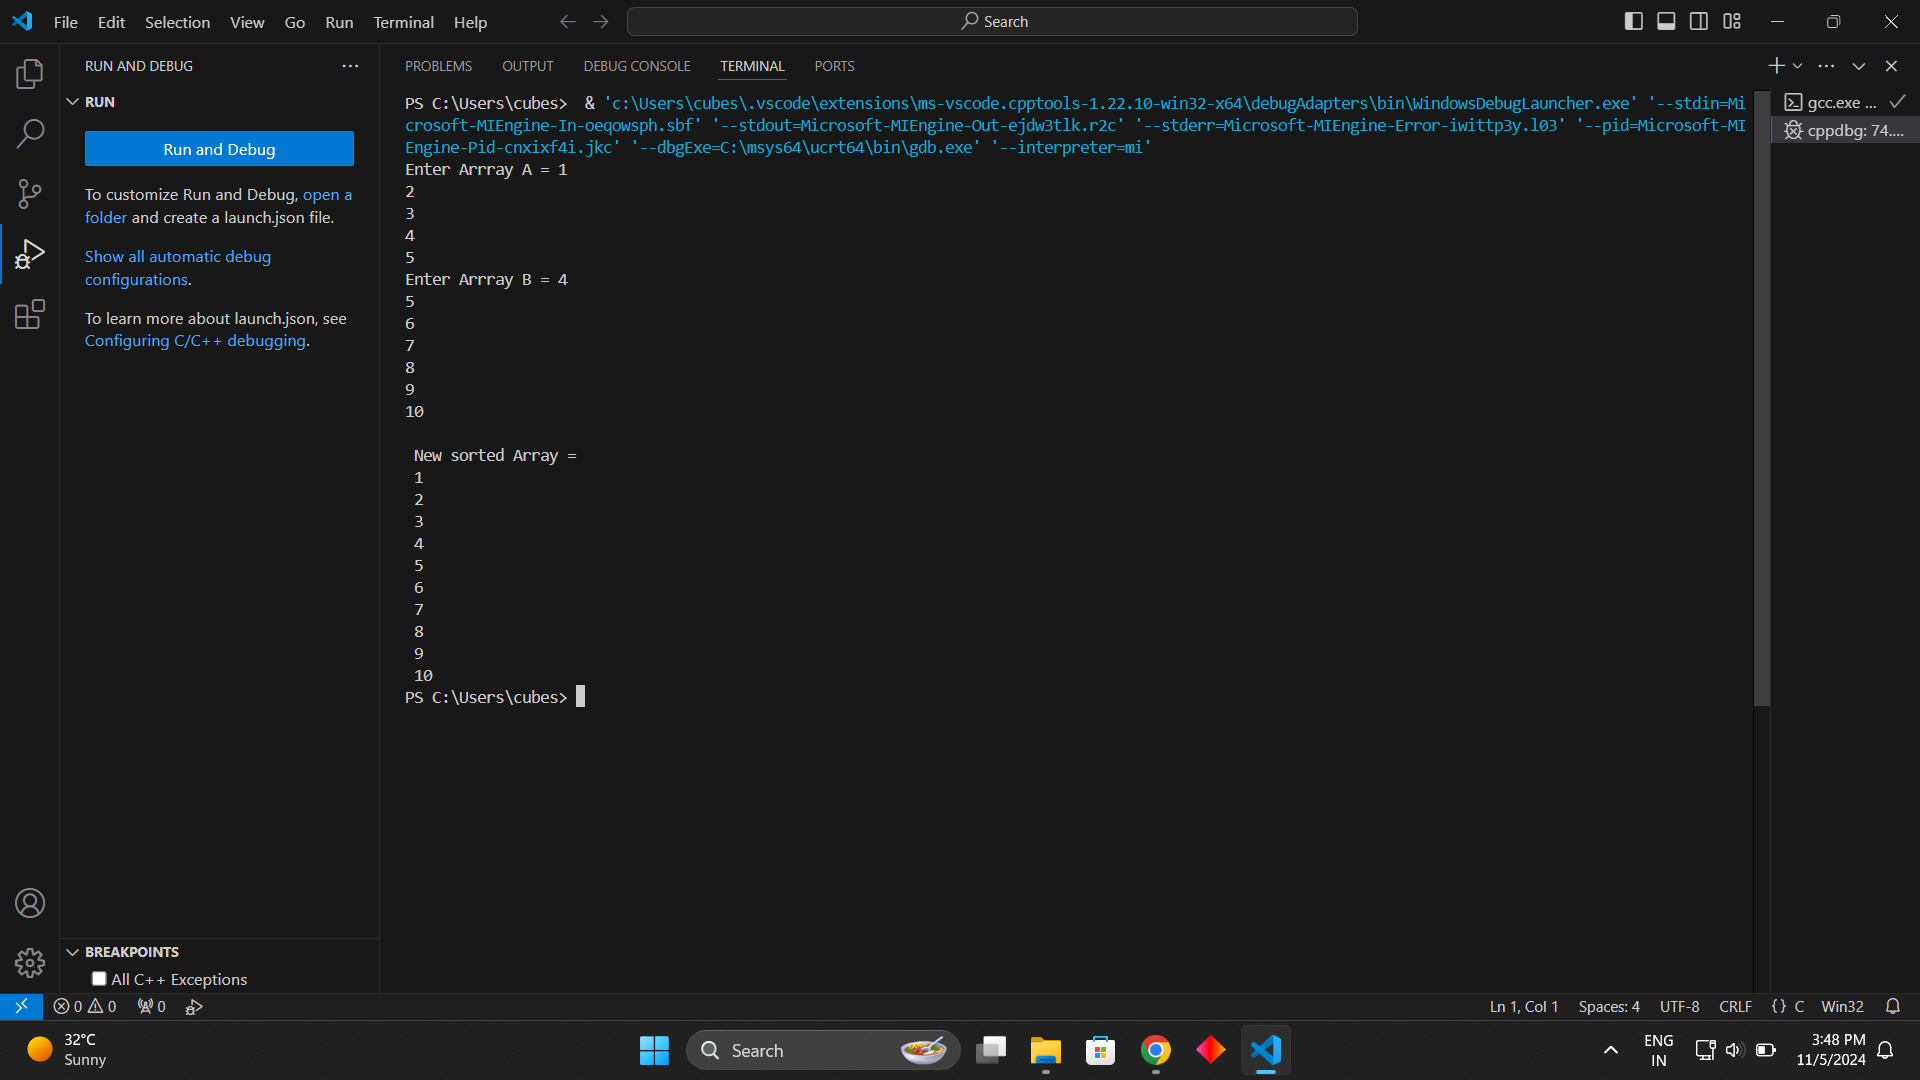 File Edit Selection View Go Run Terminal Help
Search
RUN AND DEBUG
RUN
Run and Debug
To customize Run and Debug, open a
folder and create a launch.json file.
Show all automatic debug
configurations.
To learn more about launch.json, see
Configuring C/C++ debugging.
BREAKPOINTS
All C++ Exceptions
PROBLEMS OUTPUT DEBUG CONSOLE TERMINAL PORTS
PS C:\Users\cubes>  & 'c:\Users\cubes\.vscode\extensions\ms-vscode.cpptools-1.22.10-win32-x64\debugAdapters\bin\WindowsDebugLauncher.exe' '--stdin=Mi
crosoft-MIEngine-In-oeqowsph.sbf' '--stdout=Microsoft-MIEngine-Out-ejdw3tlk.r2c' '--stderr=Microsoft-MIEngine-Error-iwittp3y.l03' '--pid=Microsoft-MI
Engine-Pid-cnxixf4i.jkc' '--dbgExe=C:\msys64\ucrt64\bin\gdb.exe' '--interpreter=mi'
Enter Arrray A = 1
2
3
4
5
Enter Arrray B = 4
5
6
7
8
9
10
New sorted Array =
1
2
3
4
5
6
7
8
9
10
PS C:\Users\cubes>
gcc.exe ...
cppdbg: 74....
0 0 0
Ln 1, Col 1 Spaces: 4 UTF-8 CRLF {} C Win32
32°C
Sunny
Search
ENG
IN
3:48 PM
11/5/2024